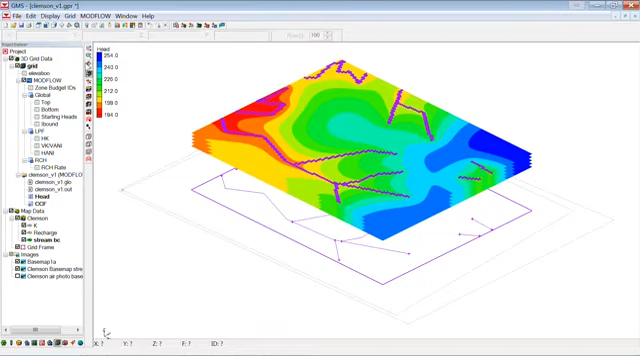 GMS - [clemson_v1.gpr *]
File Edit Display Grid MODFLOW Window Help
X: Y: Z: F: 100
Project
3D Grid Data
grid
elevation
MODFLOW
Zone Budget IDs
Global
Top
Bottom
Starting Heads
Ibound
LPF
HK
VK/VANI
HANI
RCH
RCH Rate
clemson_v1 (MODFLO
clemson_v1.glo
clemson_v1.out
Head
CCF
Map Data
Clemson
K
Recharge
stream bc
Grid Frame
Images
Basemap1a
Clemson Basemap stre
Clemson air photo base
Head
254.0
240.0
226.0
212.0
198.0
184.0
X: ? Y: ? Z: ? F: ? ID: ?